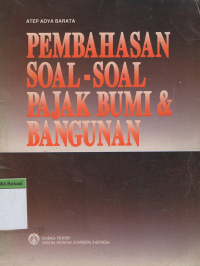 ATEP ADYA BARATA
PEMBAHASAN
SOAL-SOAL
PAJAK BUMI &
BANGUNAN